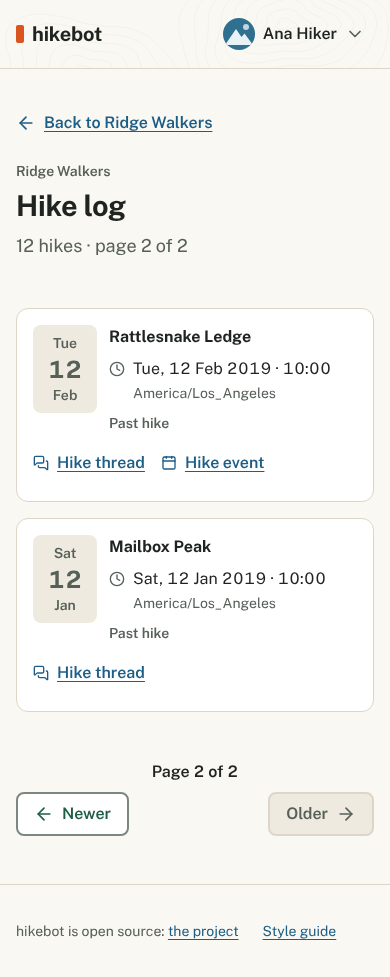 hikebot
Ana Hiker
Back to Ridge Walkers
Ridge Walkers
Hike log
12 hikes · page 2 of 2
Tue
12
Feb
Rattlesnake Ledge
Tue, 12 Feb 2019 · 10:00
America/Los_Angeles
Past hike
Hike thread
Hike event
Sat
12
Jan
Mailbox Peak
Sat, 12 Jan 2019 · 10:00
America/Los_Angeles
Past hike
Hike thread
Page 2 of 2
Newer
Older
hikebot is open source: the project
Style guide